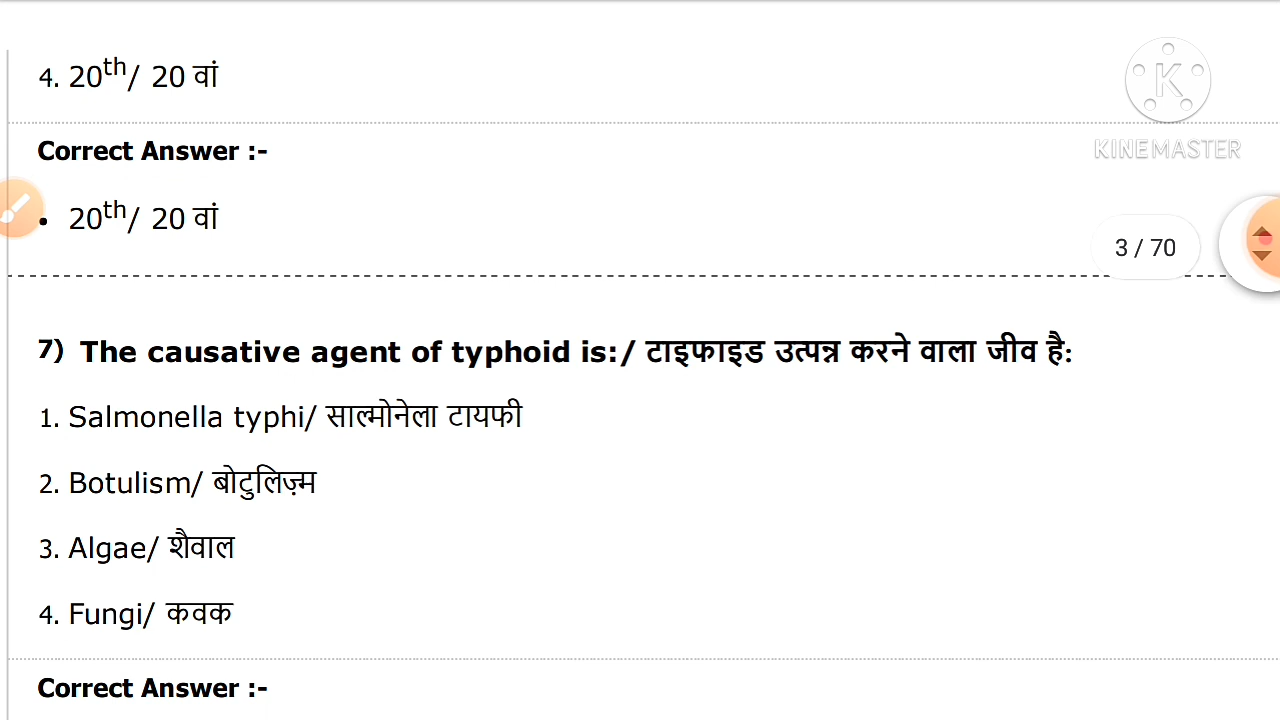 4. 20th/ 20 वां
K
KINEMASTER
Correct Answer :-
• 20th/ 20 वां
3 / 70
7) The causative agent of typhoid is:/ टाइफाइड उत्पन्न करने वाला जीव है:
1. Salmonella typhi/ साल्मोनेला टायफी
2. Botulism/ बोटुलिज़्म
3. Algae/ शैवाल
4. Fungi/ कवक
Correct Answer :-